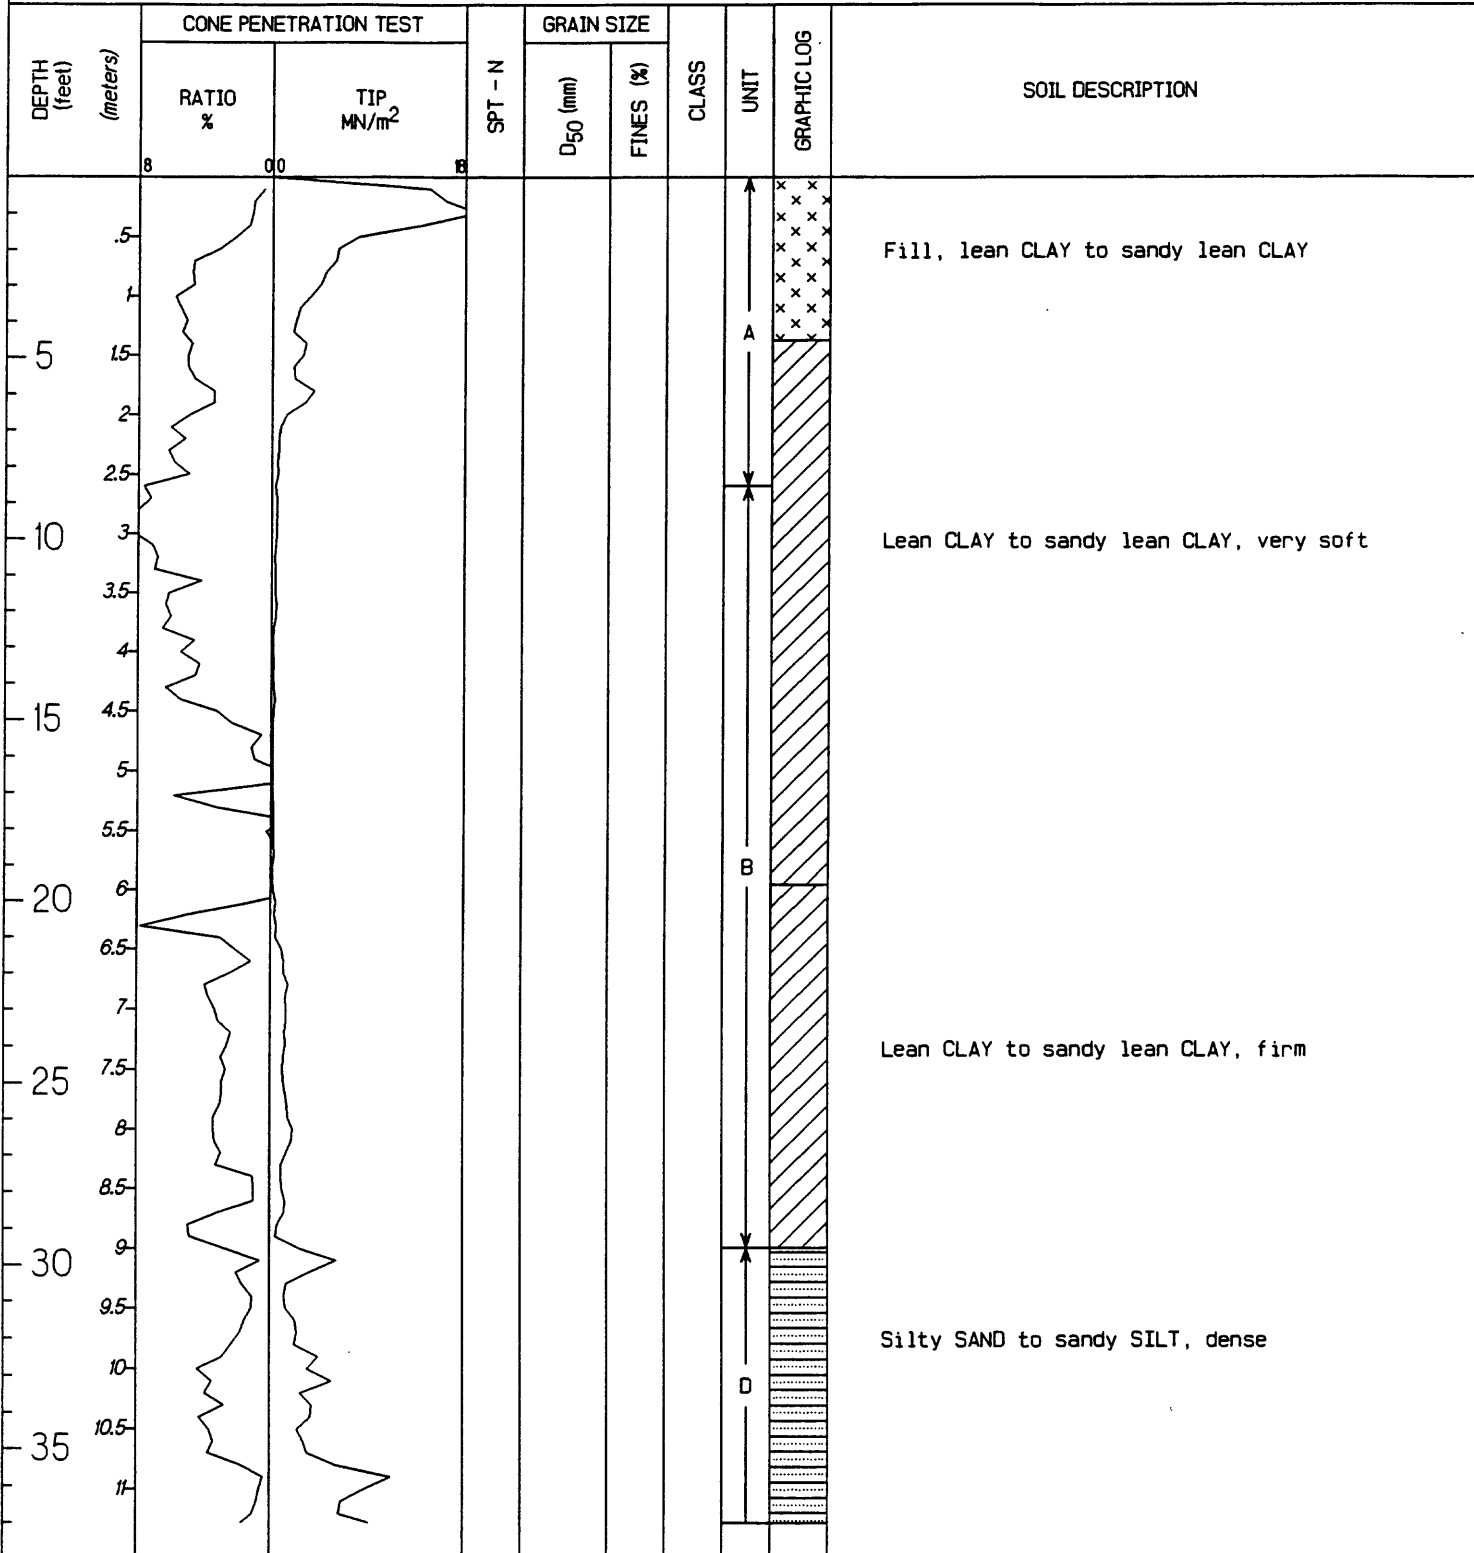 CONE PENETRATION TEST
GRAIN SIZE
DEPTH (feet)
(meters)
RATIO
%
TIP
MN/m²
SPT - N
D50 (mm)
FINES (%)
CLASS
UNIT
GRAPHIC LOG
SOIL DESCRIPTION
8 0 0 18
.5
Fill, lean CLAY to sandy lean CLAY
1
A
5 1.5
2
2.5
10 3
Lean CLAY to sandy lean CLAY, very soft
3.5
4
15 4.5
5
5.5
B
20 6
6.5
7
Lean CLAY to sandy lean CLAY, firm
25 7.5
8
8.5
30 9
9.5
Silty SAND to sandy SILT, dense
10
D
10.5
35
11